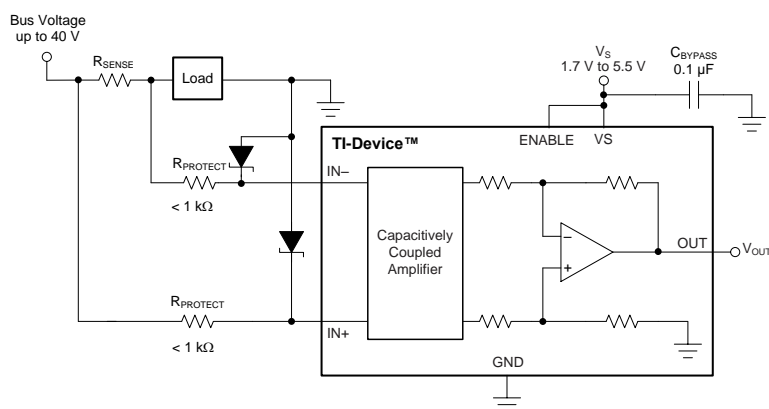 Bus Voltage
up to 40 V
RSENSE
Load
VS
1.7 V to 5.5 V
CBYPASS
0.1 µF
ENABLE
VS
TI-Device™
RPROTECT
< 1 kΩ
IN–
Capacitively
Coupled
Amplifier
–
+
OUT
VOUT
RPROTECT
< 1 kΩ
IN+
GND